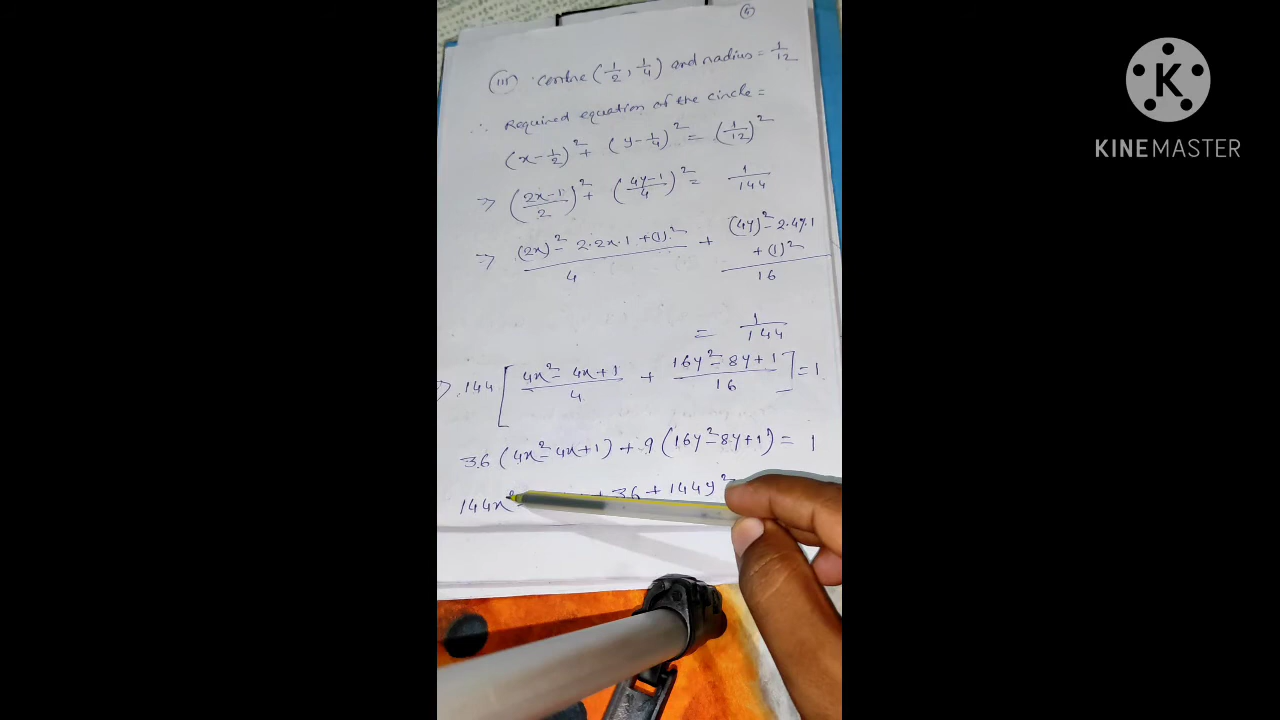 (5)
(iii) centre (1/2, 1/4) and radius = 1/12
∴ Required equation of the circle =
(x - 1/2)² + (y - 1/4)² = (1/12)²
⇒ ((2x-1)/2)² + ((4y-1)/4)² = 1/144
⇒ ((2x)² - 2·2x·1 + (1)²)/4 + ((4y)² - 2·4y·1 + (1)²)/16
= 1/144
⇒ 144 [ (4x² - 4x + 1)/4 + (16y² - 8y + 1)/16 ] = 1
36 (4x² - 4x + 1) + 9 (16y² - 8y + 1) = 1
144x² - + 36 + 144y²
K
KINEMASTER